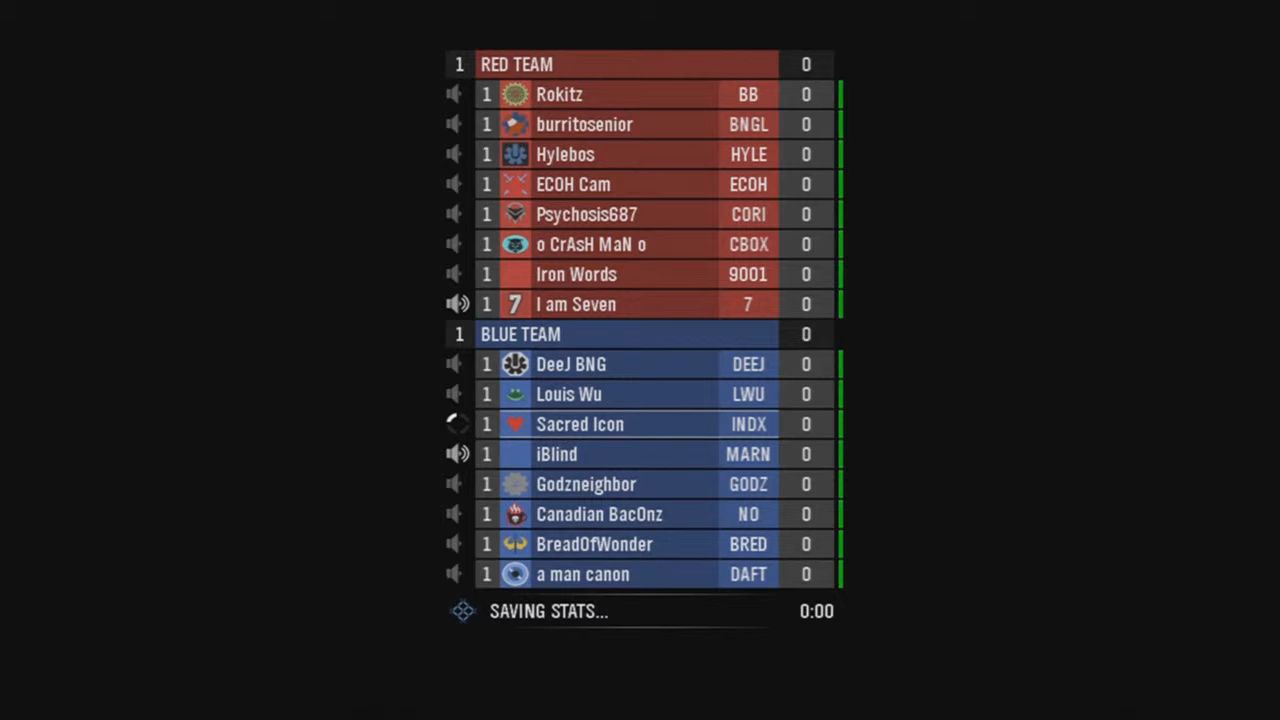 1 RED TEAM 0
1 Rokitz BB 0
1 burritosenior BNGL 0
1 Hylebos HYLE 0
1 ECOH Cam ECOH 0
1 Psychosis687 CORI 0
1 o CrAsH MaN o CBOX 0
1 Iron Words 9001 0
1 7 I am Seven 7 0
1 BLUE TEAM 0
1 DeeJ BNG DEEJ 0
1 Louis Wu LWU 0
1 Sacred Icon INDX 0
1 iBlind MARN 0
1 Godzneighbor GODZ 0
1 Canadian BacOnz NO 0
1 BreadOfWonder BRED 0
1 a man canon DAFT 0
SAVING STATS... 0:00